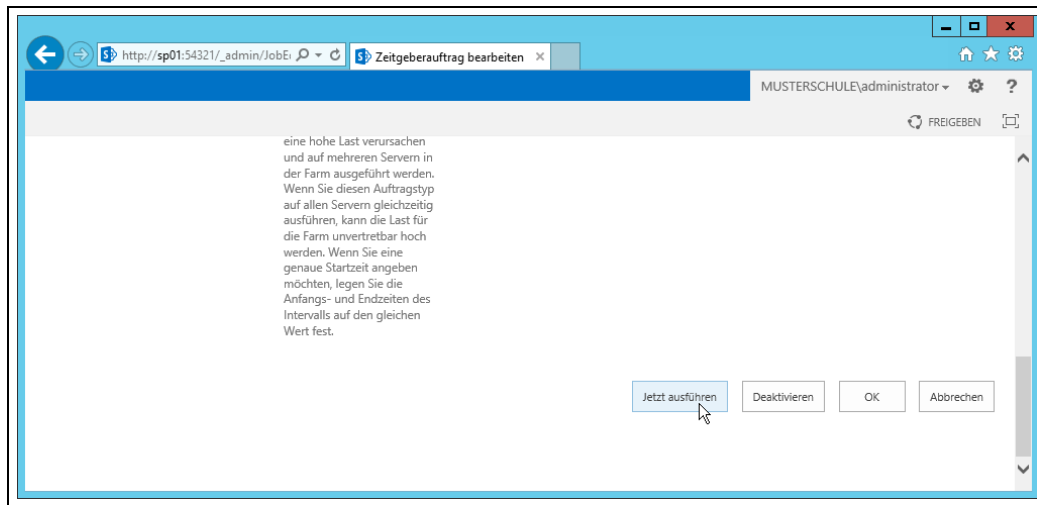 http://sp01:54321/_admin/JobE
Zeitgeberauftrag bearbeiten
MUSTERSCHULE\administrator
?
FREIGEBEN
eine hohe Last verursachen
und auf mehreren Servern in
der Farm ausgeführt werden.
Wenn Sie diesen Auftragstyp
auf allen Servern gleichzeitig
ausführen, kann die Last für
die Farm unvertretbar hoch
werden. Wenn Sie eine
genaue Startzeit angeben
möchten, legen Sie die
Anfangs- und Endzeiten des
Intervalls auf den gleichen
Wert fest.
Jetzt ausführen
Deaktivieren
OK
Abbrechen